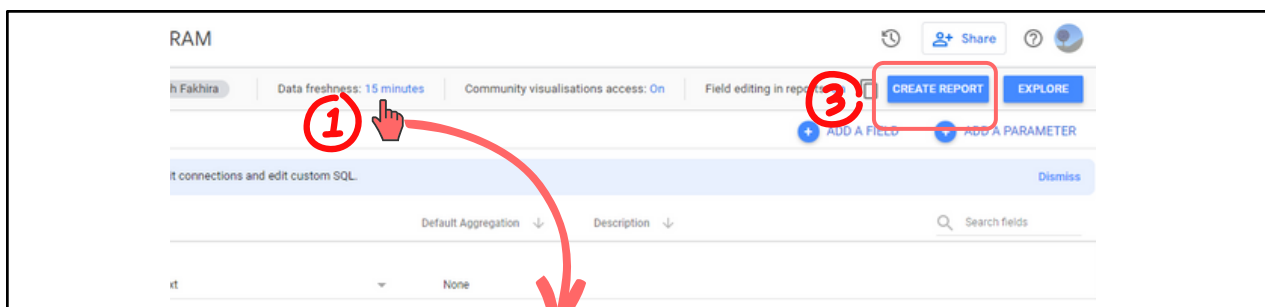 RAM
Share
h Fakhira Data freshness: 15 minutes Community visualisations access: On Field editing in reports CREATE REPORT EXPLORE
1 3
ADD A FIELD ADD A PARAMETER
it connections and edit custom SQL. Dismiss
Default Aggregation Description Search fields
xt None